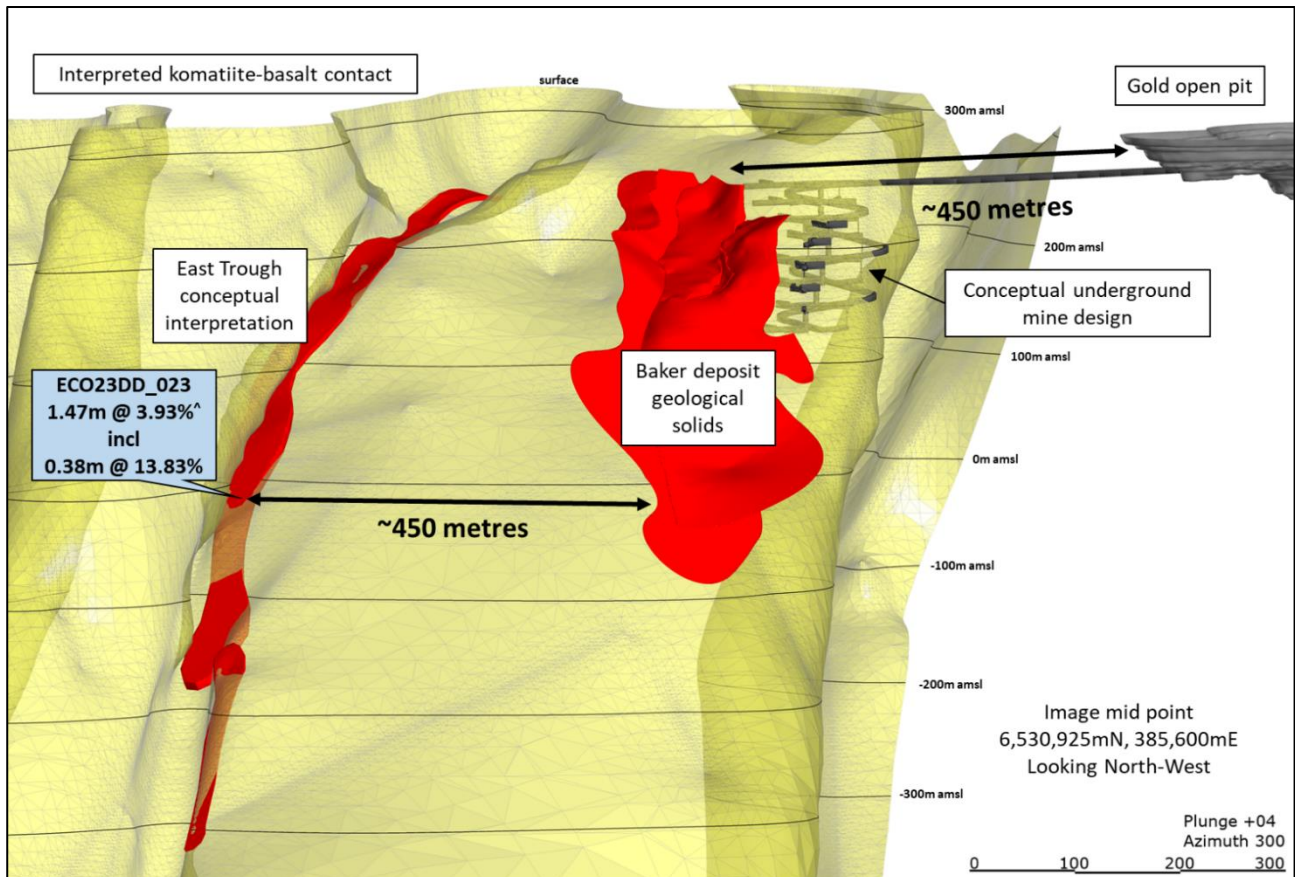 Interpreted komatiite-basalt contact
surface
Gold open pit
300m amsl
~450 metres
200m amsl
East Trough
conceptual
interpretation
Conceptual underground
mine design
100m amsl
Baker deposit
geological
solids
ECO23DD_023
1.47m @ 3.93%^
incl
0.38m @ 13.83%
0m amsl
~450 metres
-100m amsl
-200m amsl
Image mid point
6,530,925mN, 385,600mE
Looking North-West
-300m amsl
Plunge +04
Azimuth 300
0 100 200 300